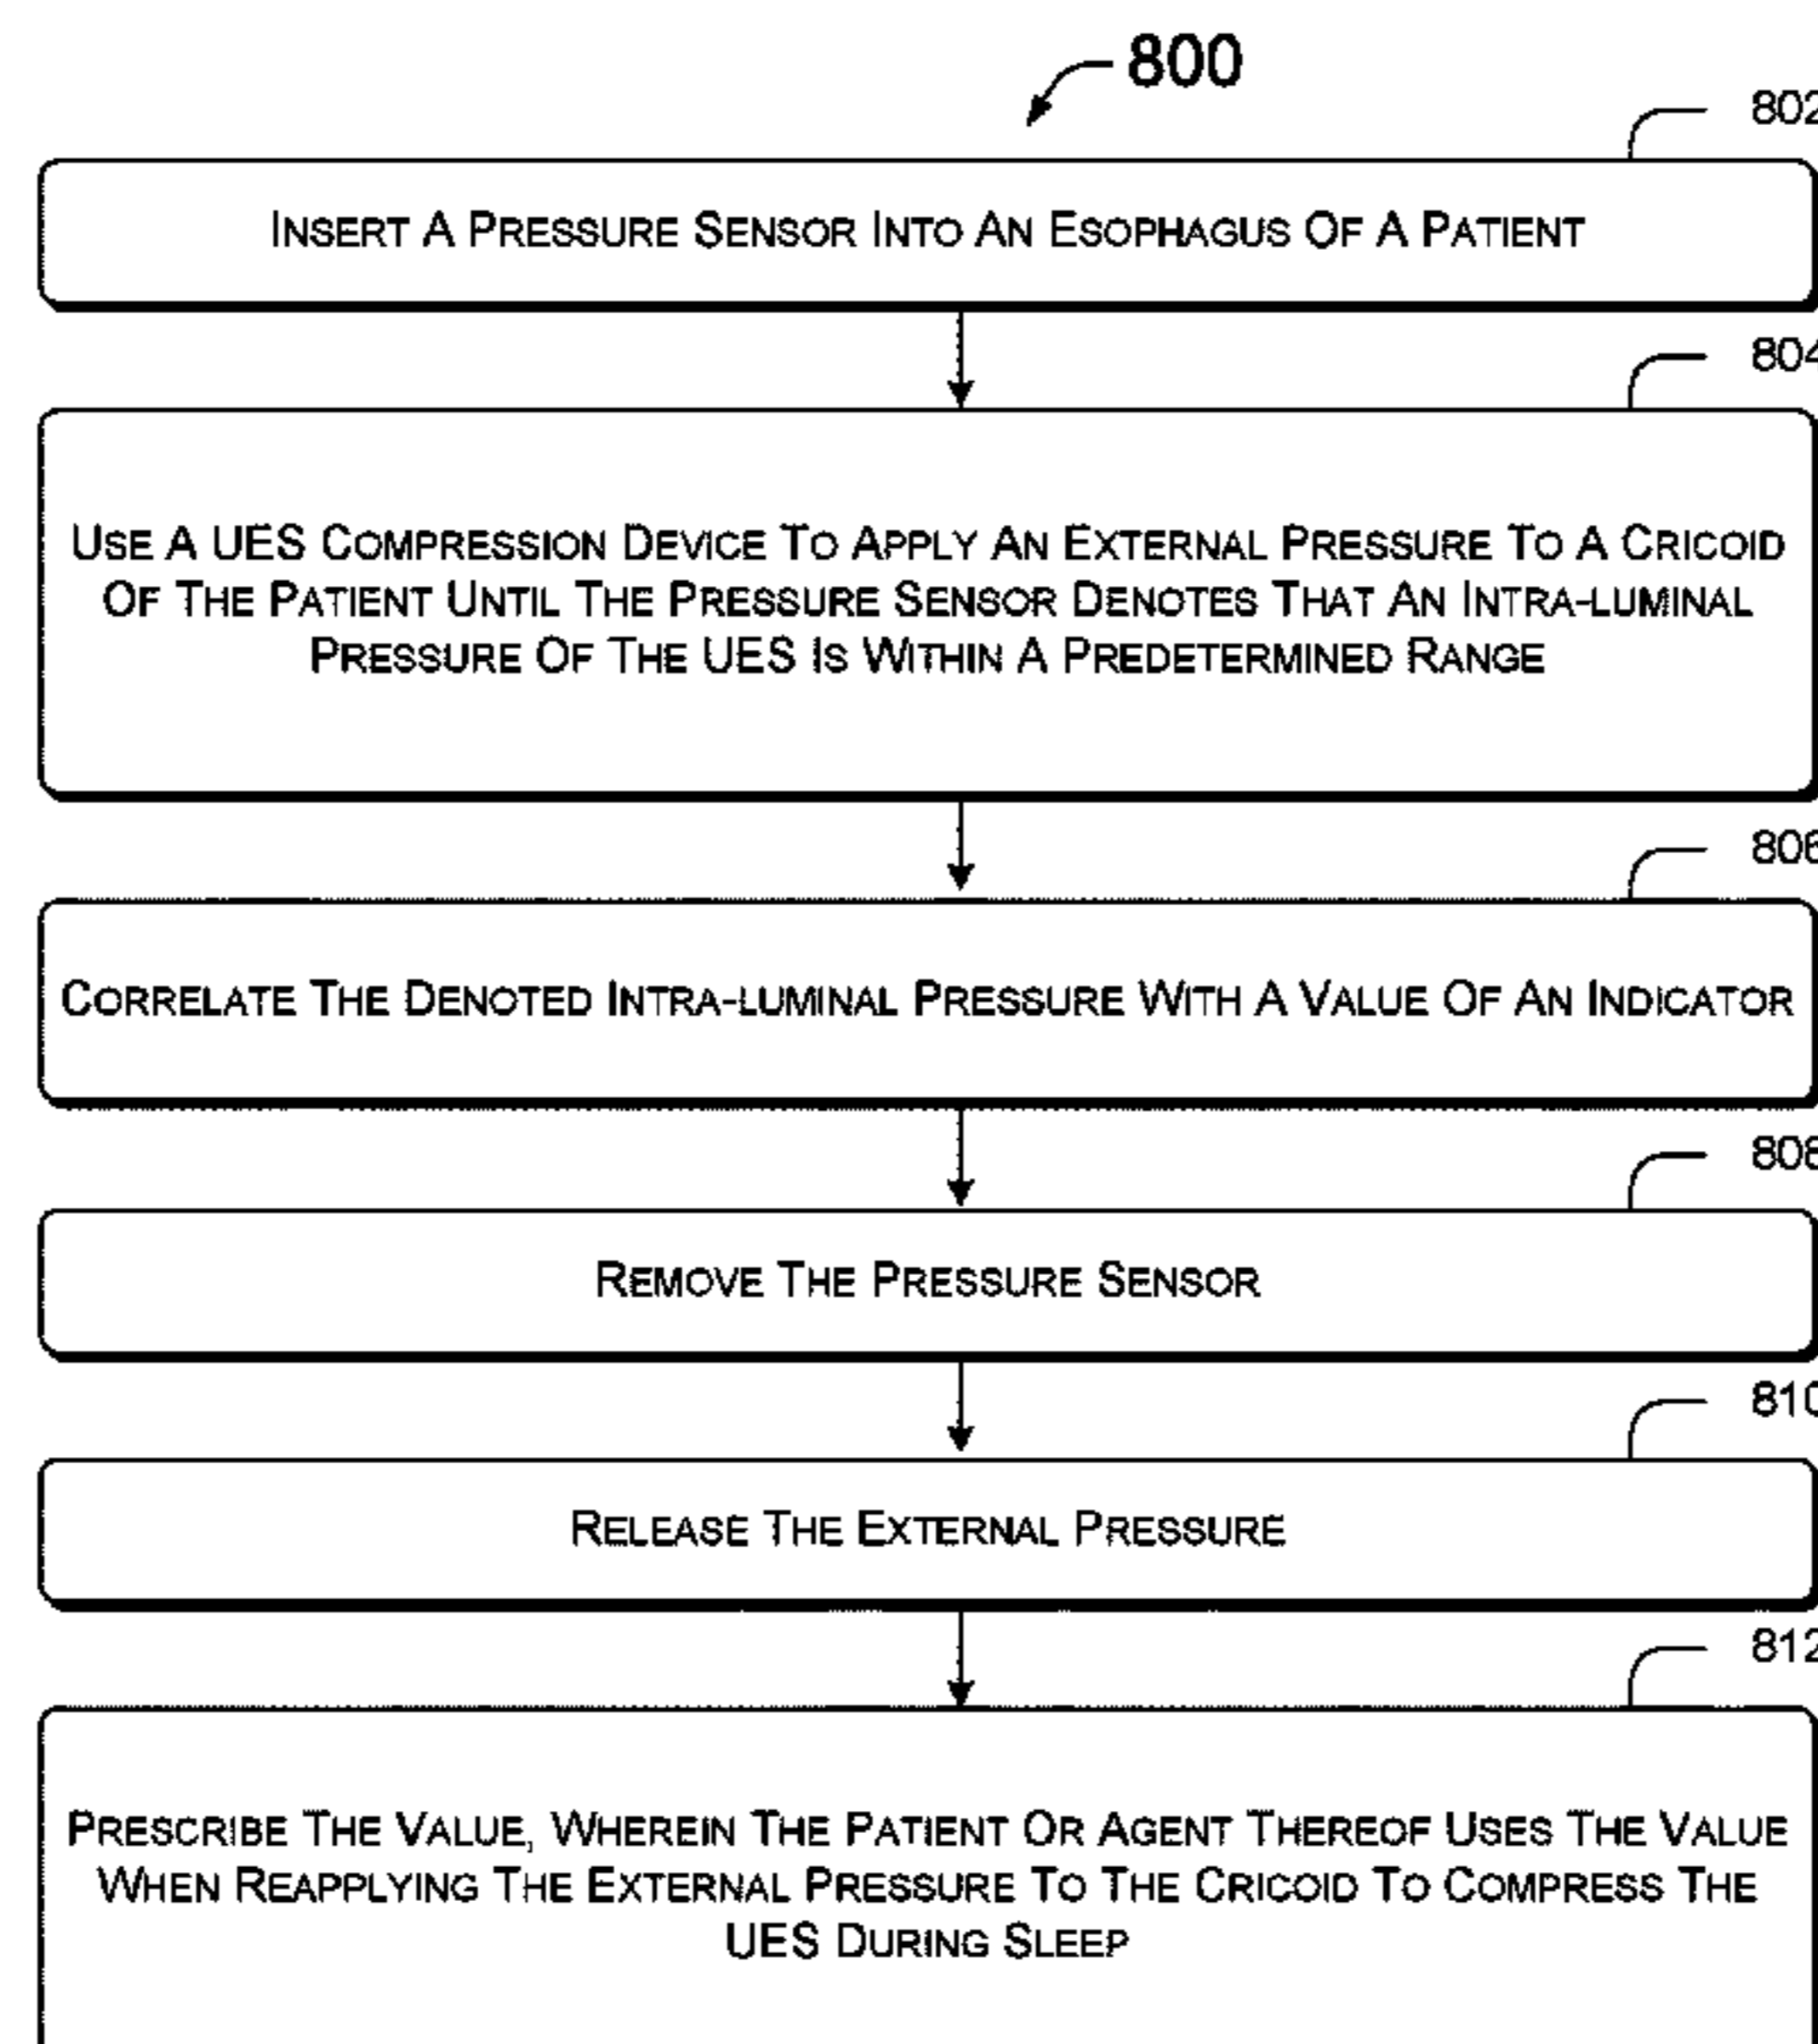 800
802
INSERT A PRESSURE SENSOR INTO AN ESOPHAGUS OF A PATIENT
804
USE A UES COMPRESSION DEVICE TO APPLY AN EXTERNAL PRESSURE TO A CRICOID
OF THE PATIENT UNTIL THE PRESSURE SENSOR DENOTES THAT AN INTRA-LUMINAL
PRESSURE OF THE UES IS WITHIN A PREDETERMINED RANGE
806
CORRELATE THE DENOTED INTRA-LUMINAL PRESSURE WITH A VALUE OF AN INDICATOR
808
REMOVE THE PRESSURE SENSOR
810
RELEASE THE EXTERNAL PRESSURE
812
PRESCRIBE THE VALUE, WHEREIN THE PATIENT OR AGENT THEREOF USES THE VALUE
WHEN REAPPLYING THE EXTERNAL PRESSURE TO THE CRICOID TO COMPRESS THE
UES DURING SLEEP